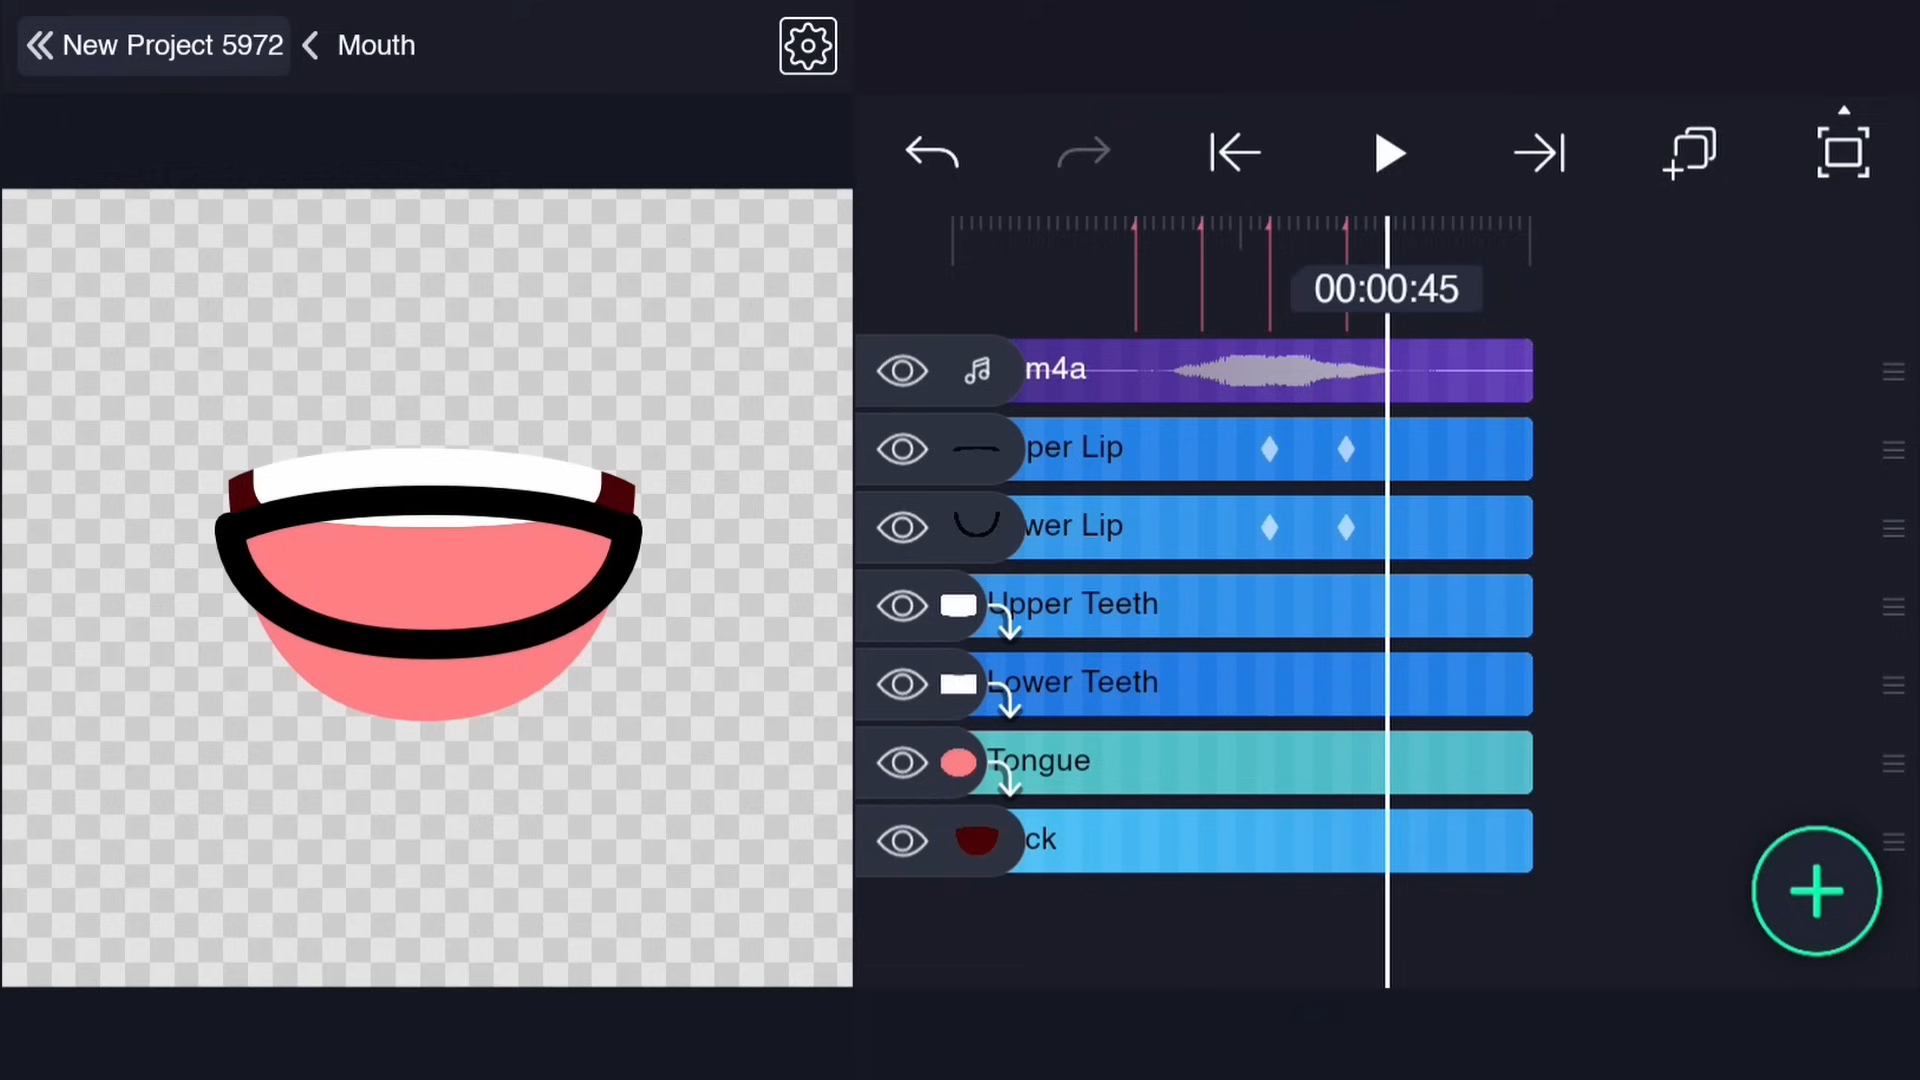 New Project 5972 Mouth
00:00:45
m4a
per Lip
wer Lip
Upper Teeth
Lower Teeth
Tongue
ck